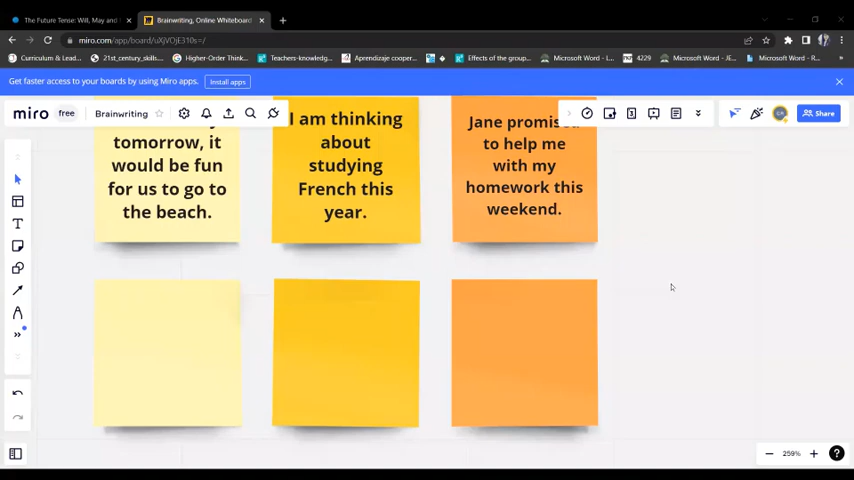 The Future Tense: Will, May and
Brainwriting, Online Whiteboard
miro.com/app/board/uXjVOjE310s=/
Curriculum & Lead...
21st_century_skills...
Higher-Order Think...
Teachers-knowledg...
Aprendizaje cooper...
Effects of the group...
Microsoft Word - L...
4229
Microsoft Word - JE...
Microsoft Word - R...
Get faster access to your boards by using Miro apps.
Install apps
miro
free
Brainwriting
Share
tomorrow, it
would be fun
for us to go to
the beach.
I am thinking
about
studying
French this
year.
Jane promised
to help me
with my
homework this
weekend.
259%